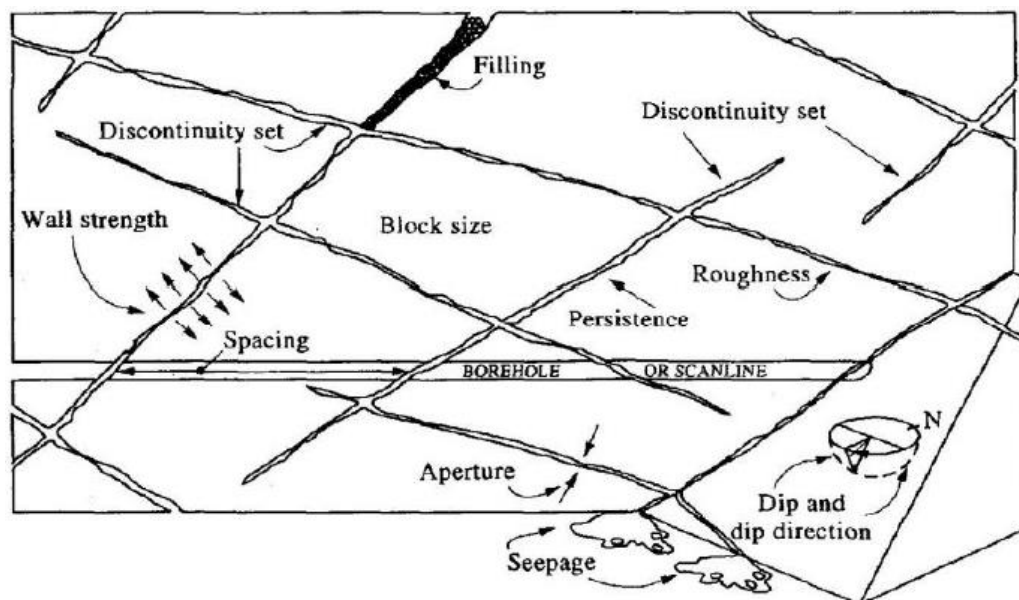 Filling
Discontinuity set
Discontinuity set
Wall strength
Block size
Roughness
Persistence
Spacing
BOREHOLE OR SCANLINE
N
Aperture
Dip and
dip direction
Seepage